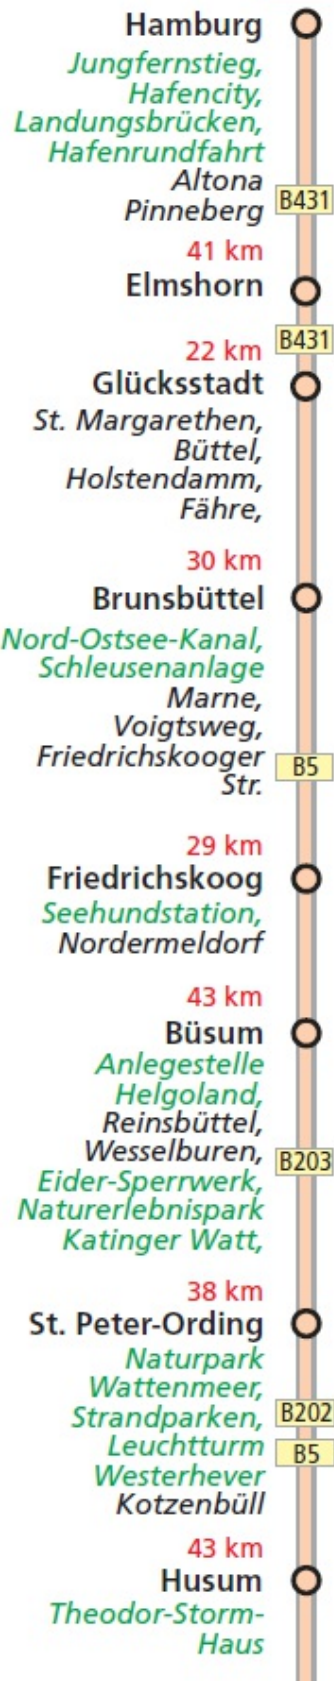 Hamburg
Jungfernstieg,
Hafencity,
Landungsbrücken,
Hafenrundfahrt
Altona
B431
Pinneberg
41 km
Elmshorn
B431
22 km
Glücksstadt
St. Margarethen,
Büttel,
Holstendamm,
Fähre,
30 km
Brunsbüttel
Nord-Ostsee-Kanal,
Schleusenanlage
Marne,
Voigtsweg,
Friedrichskooger
B5
Str.
29 km
Friedrichskoog
Seehundstation,
Nordermeldorf
43 km
Büsum
Anlegestelle
Helgoland,
Reinsbüttel,
Wesselburen,
B203
Eider-Sperrwerk,
Naturerlebnispark
Katinger Watt,
38 km
St. Peter-Ording
Naturpark
Wattenmeer,
Strandparken,
B202
Leuchtturm
B5
Westerhever
Kotzenbüll
43 km
Husum
Theodor-Storm-
Haus